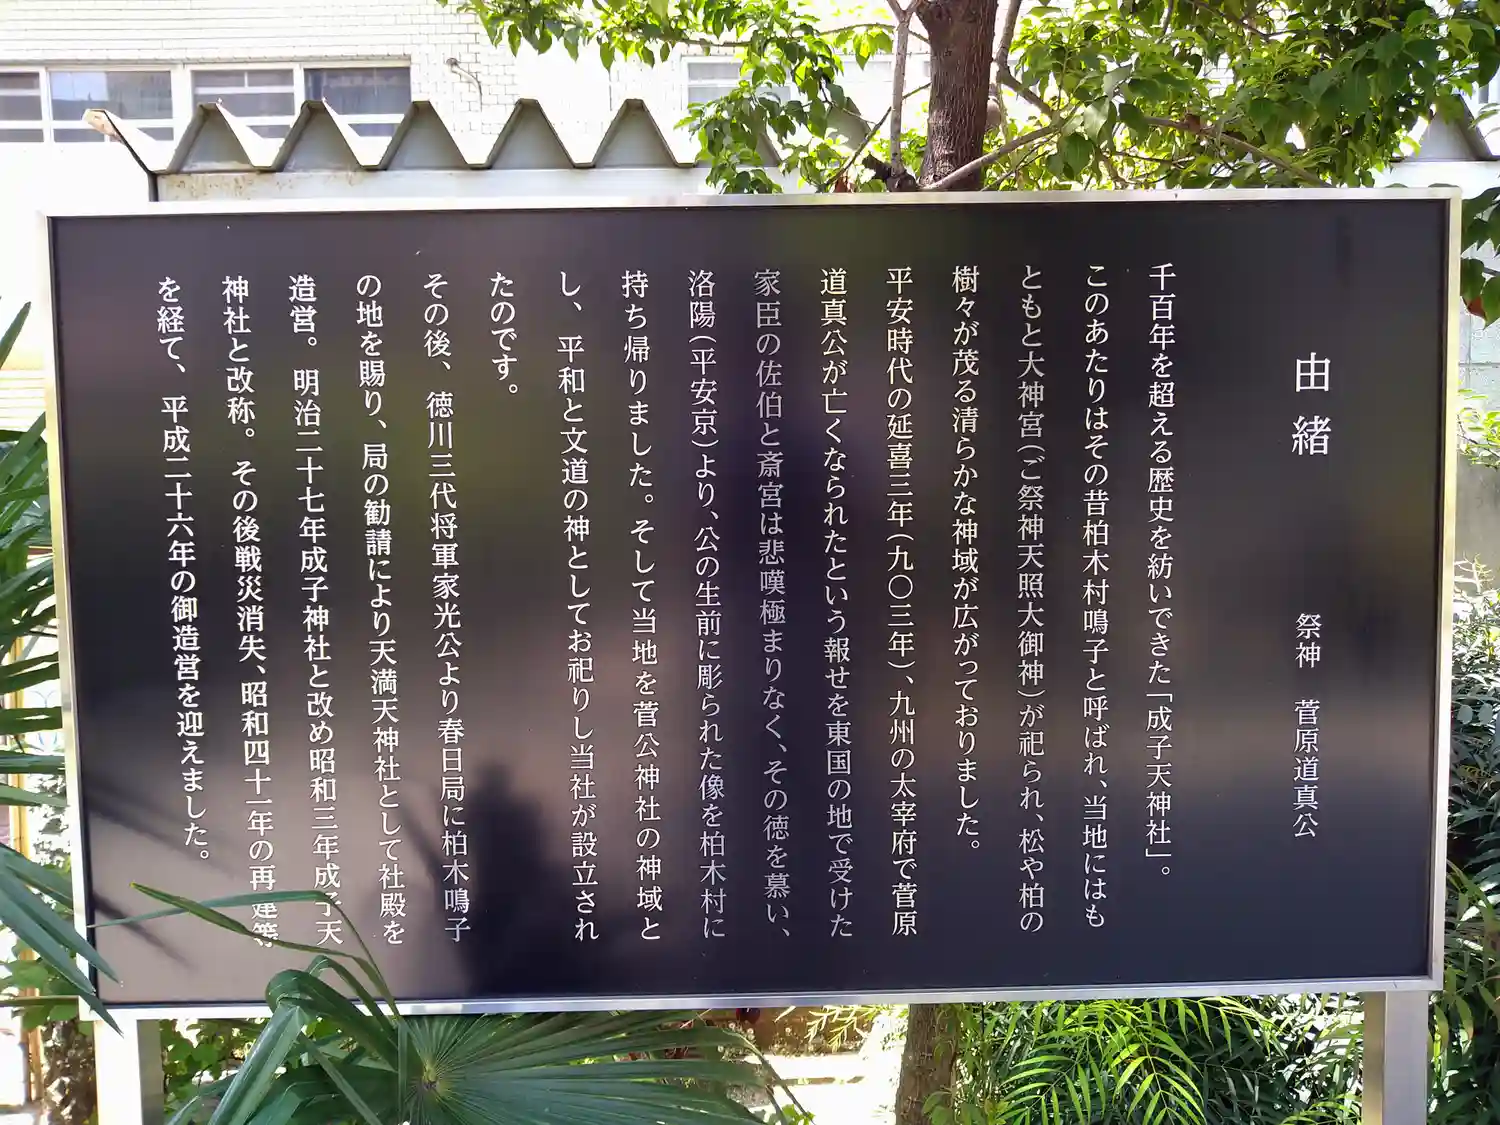 由緒
祭神 菅原道真公
千百年を超える歴史を紡いできた「成子天神社」。
このあたりはその昔柏木村鳴子と呼ばれ、当地にはも
ともと大神宮(ご祭神天照大御神)が祀られ、松や柏の
樹々が茂る清らかな神域が広がっておりました。
平安時代の延喜三年(九〇三年)、九州の太宰府で菅原
道真公が亡くなられたという報せを東国の地で受けた
家臣の佐伯と斎宮は悲嘆極まりなく、その徳を慕い、
洛陽(平安京)より、公の生前に彫られた像を柏木村に
持ち帰りました。そして当地を菅公神社の神域と
し、平和と文道の神としてお祀りし当社が設立され
たのです。
その後、徳川三代将軍家光公より春日局に柏木鳴子
の地を賜り、局の勧請により天満天神社として社殿を
造営。明治二十七年成子神社と改め昭和三年成子天
神社と改称。その後戦災消失、昭和四十一年の再建等
を経て、平成二十六年の御造営を迎えました。